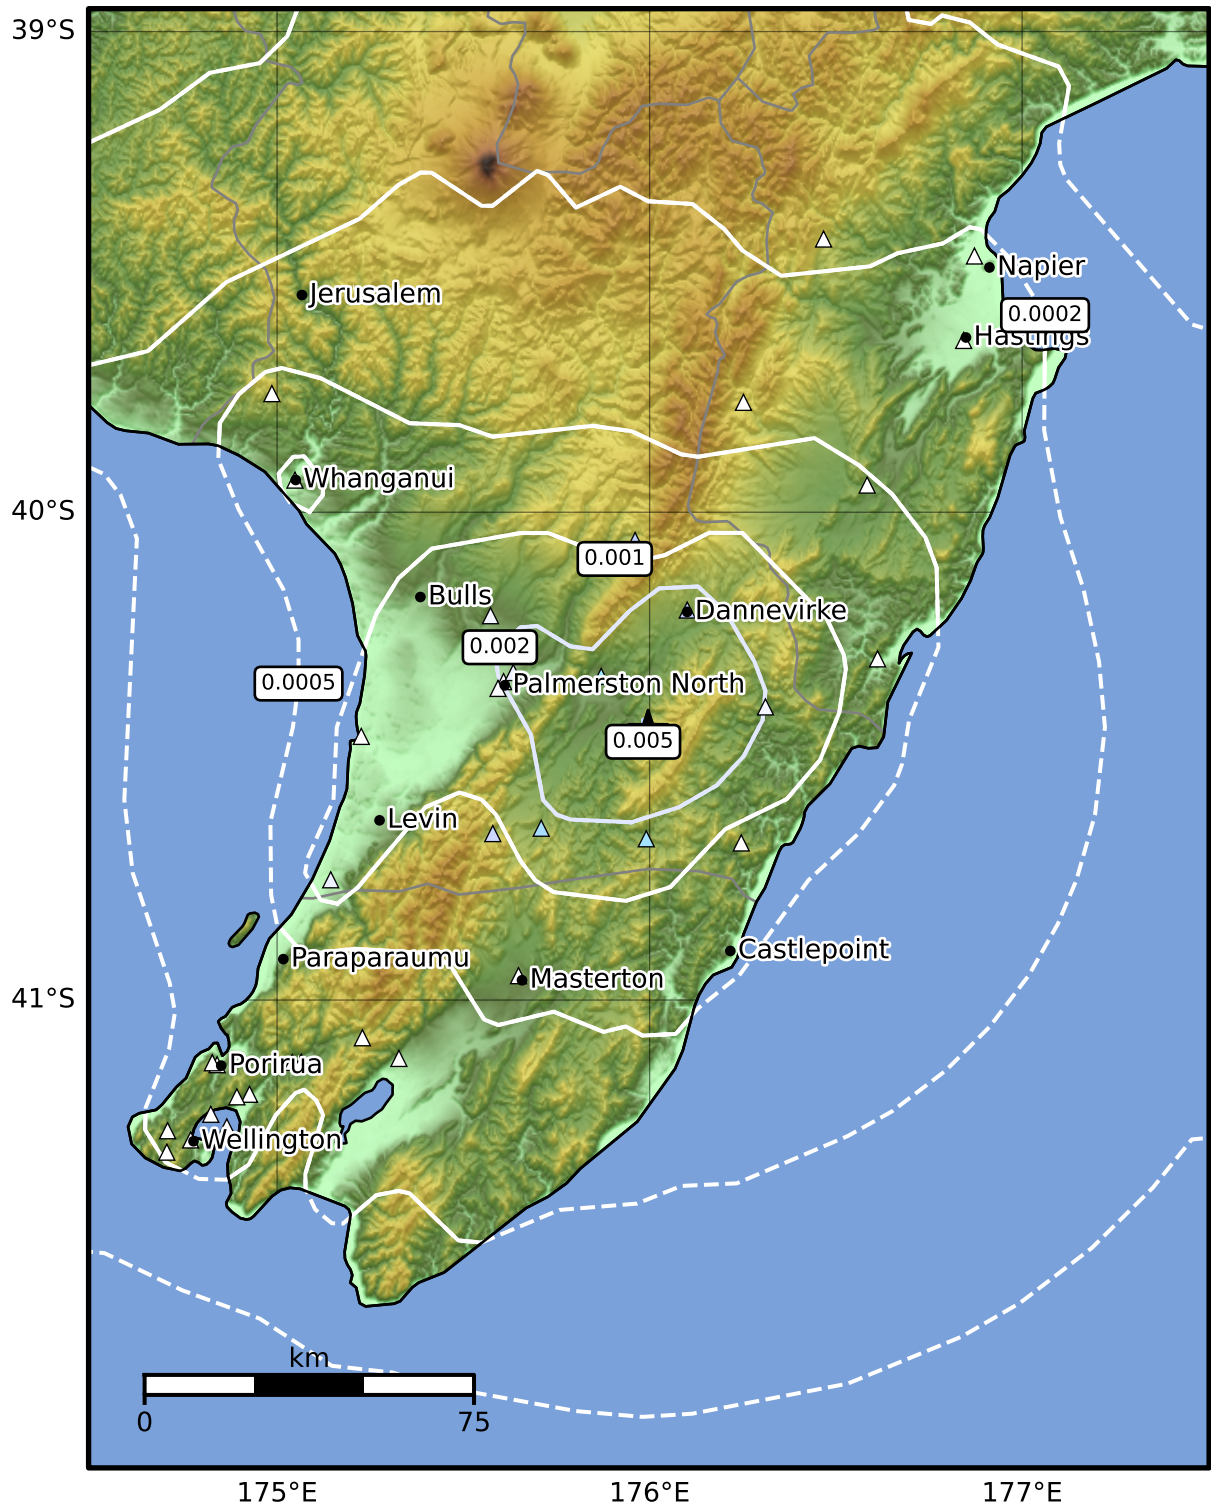 39°S
Napier
Jerusalem
0.0002
Hastings
Whanganui
40°S
0.001
Bulls
Dannevirke
0.002
0.0005
Palmerston North
0.005
Levin
Castlepoint
Paraparaumu
Masterton
41°S
Porirua
Wellington
km
0 75
175°E 176°E 177°E